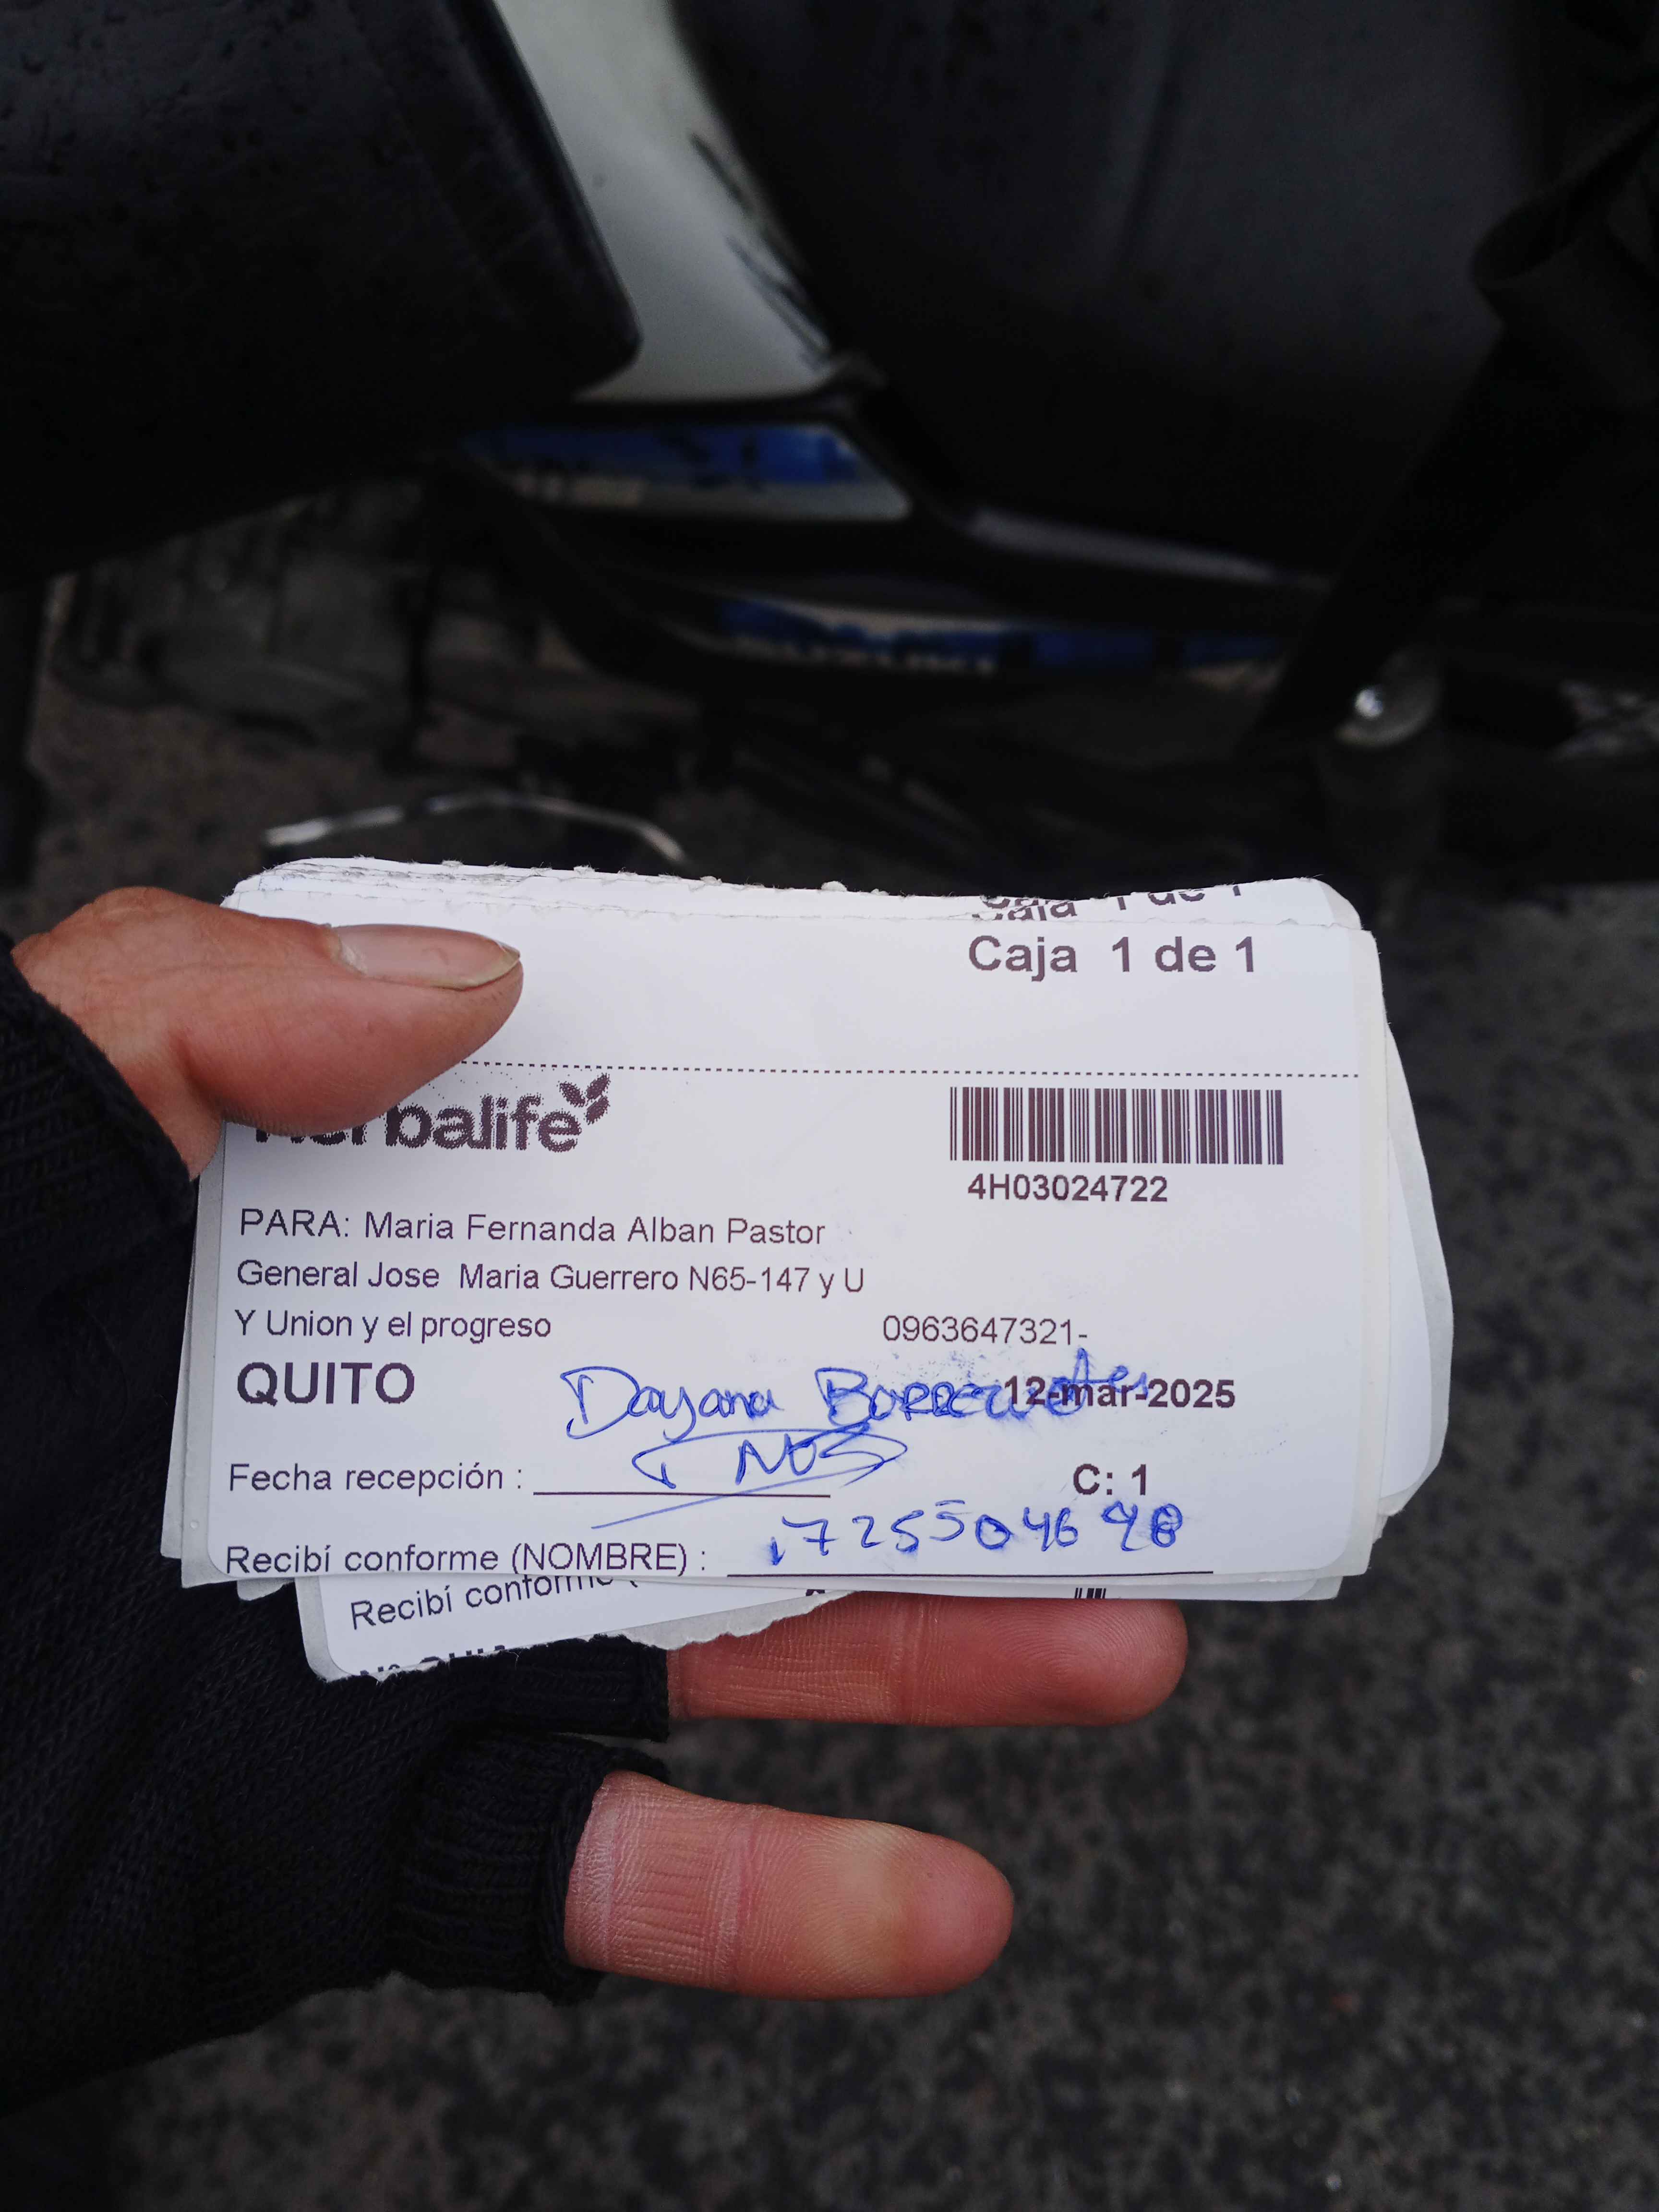 Caja 1 de 1
Caja 1 de 1
Herbalife
4H03024722
PARA: Maria Fernanda Alban Pastor
General Jose Maria Guerrero N65-147 y U
Y Union y el progreso 0963647321-
QUITO Dayana 12-mar-2025
Fecha recepción : C: 1
Recibí conforme (NOMBRE) :
Recibí conforme